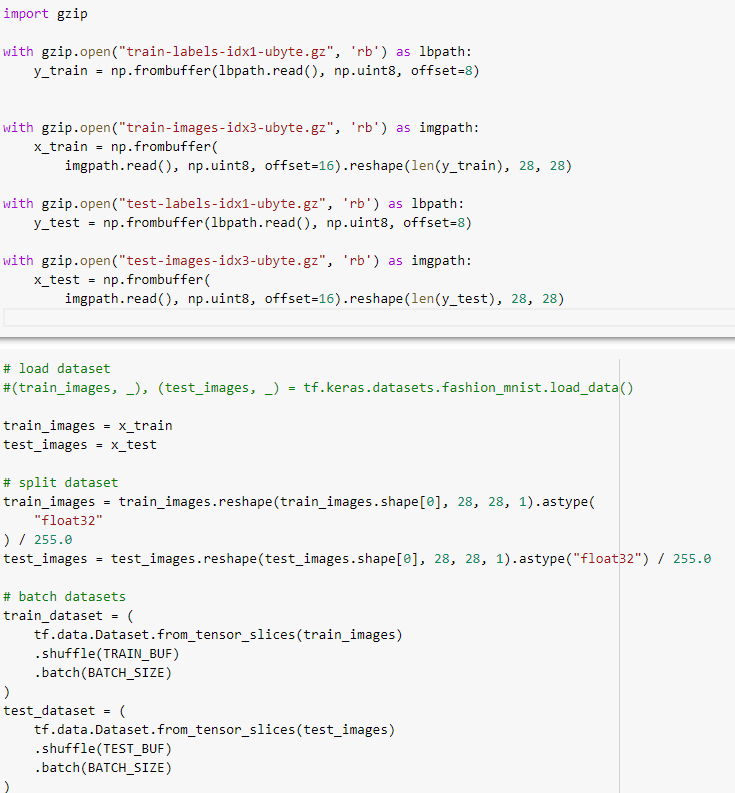 import gzip
with gzip.open("train-labels-idx1-ubyte.gz", 'rb') as lbpath:
    y_train = np.frombuffer(lbpath.read(), np.uint8, offset=8)
with gzip.open("train-images-idx3-ubyte.gz", 'rb') as imgpath:
    x_train = np.frombuffer(
        imgpath.read(), np.uint8, offset=16).reshape(len(y_train), 28, 28)
with gzip.open("test-labels-idx1-ubyte.gz", 'rb') as lbpath:
    y_test = np.frombuffer(lbpath.read(), np.uint8, offset=8)
with gzip.open("test-images-idx3-ubyte.gz", 'rb') as imgpath:
    x_test = np.frombuffer(
        imgpath.read(), np.uint8, offset=16).reshape(len(y_test), 28, 28)
# load dataset
#(train_images, _), (test_images, _) = tf.keras.datasets.fashion_mnist.load_data()
train_images = x_train
test_images = x_test
# split dataset
train_images = train_images.reshape(train_images.shape[0], 28, 28, 1).astype(
    "float32"
) / 255.0
test_images = test_images.reshape(test_images.shape[0], 28, 28, 1).astype("float32") / 255.0
# batch datasets
train_dataset = (
    tf.data.Dataset.from_tensor_slices(train_images)
    .shuffle(TRAIN_BUF)
    .batch(BATCH_SIZE)
)
test_dataset = (
    tf.data.Dataset.from_tensor_slices(test_images)
    .shuffle(TEST_BUF)
    .batch(BATCH_SIZE)
)